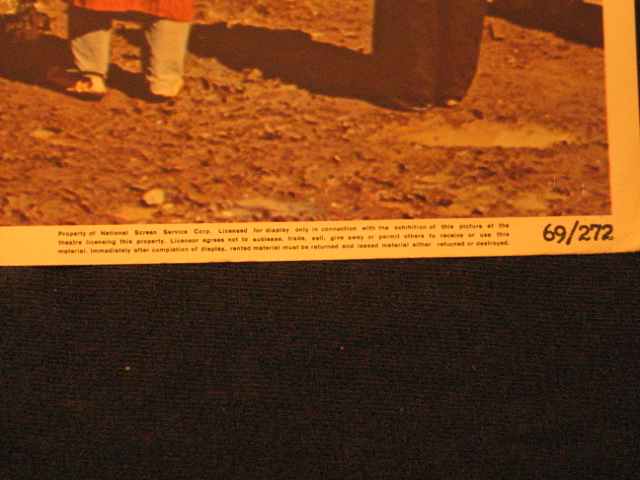 Property of National Screen Service Corp. Licensed for display only in connection with the exhibition of this picture at the
theatre licensing this property. Licensor agrees not to sublease, trade, sell, give away or permit others to receive or use this
material. Immediately after completion of display, rented material must be returned and leased material either returned or destroyed.
69/272